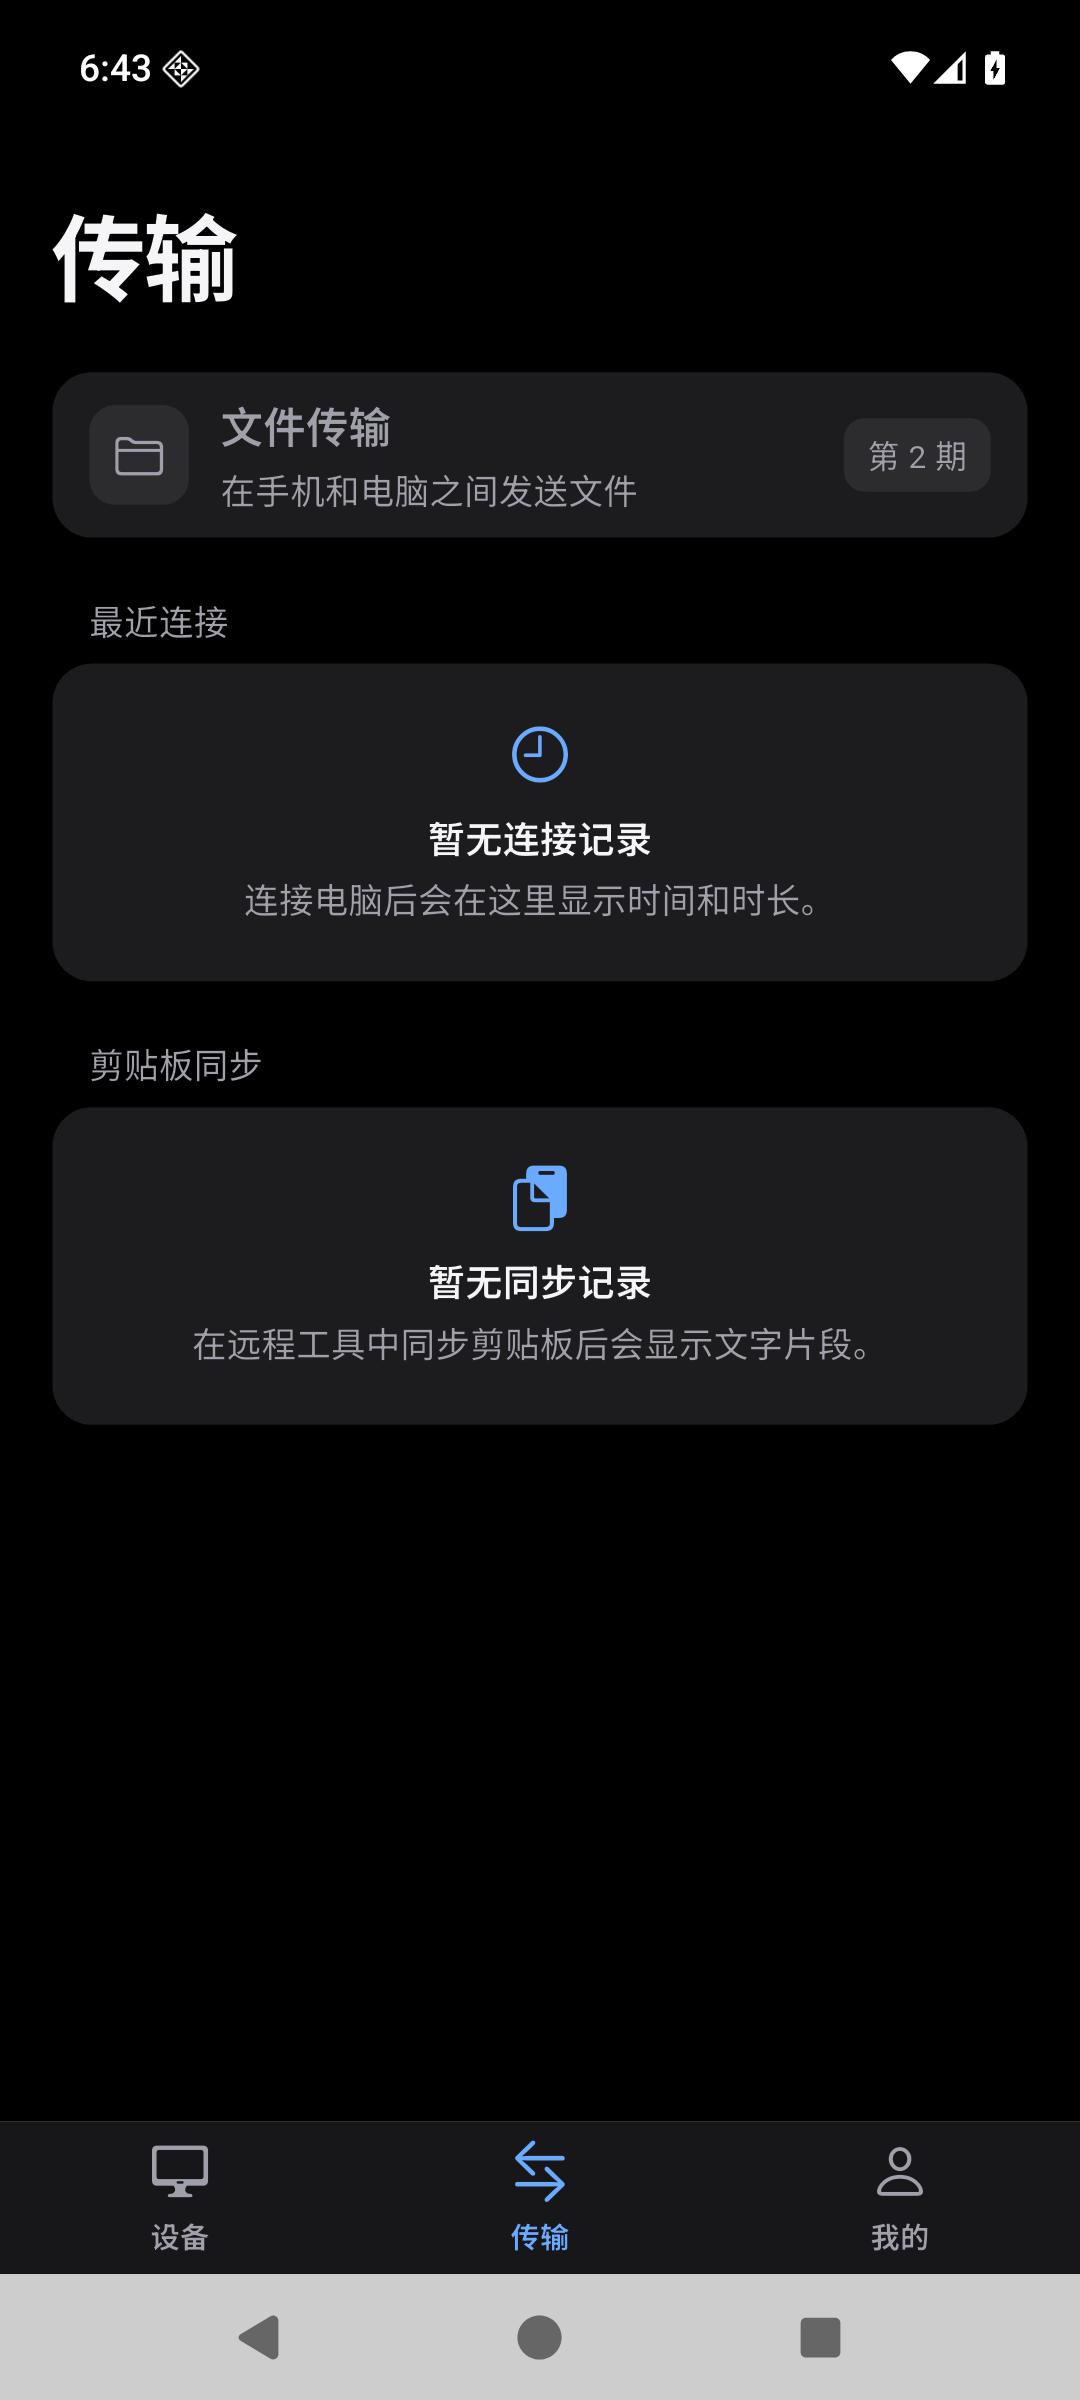 6:43
传输
文件传输
在手机和电脑之间发送文件
第 2 期
最近连接
暂无连接记录
连接电脑后会在这里显示时间和时长。
剪贴板同步
暂无同步记录
在远程工具中同步剪贴板后会显示文字片段。
设备
传输
我的